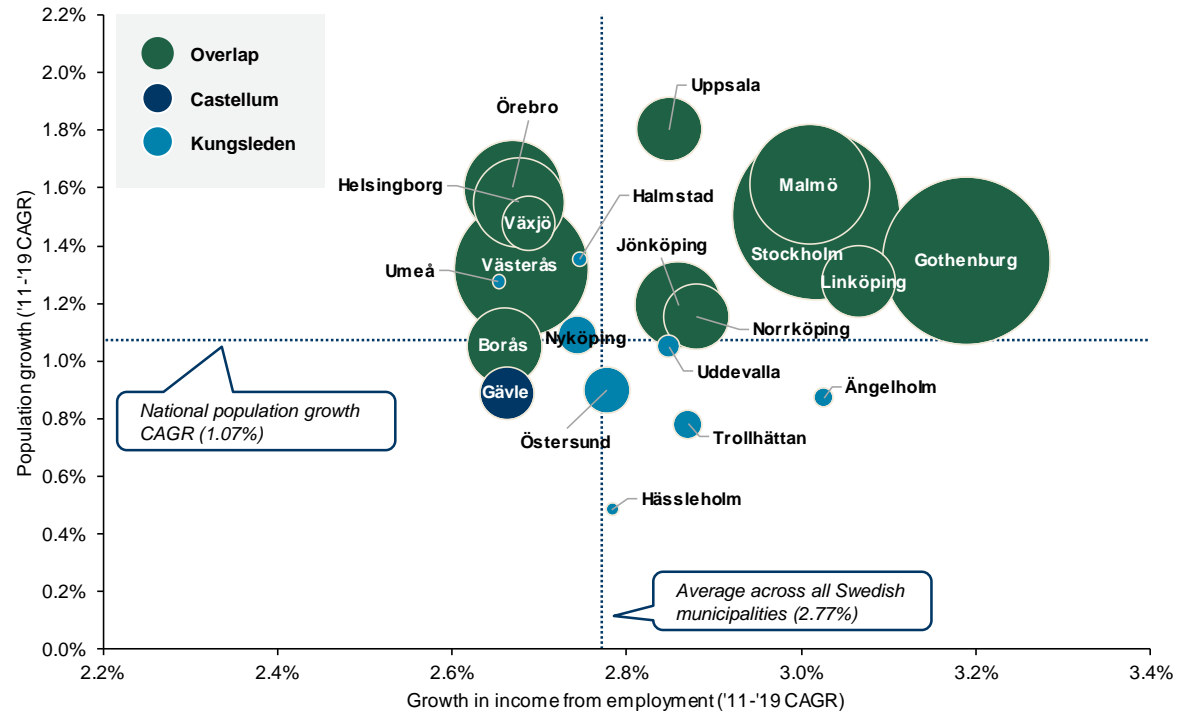 2.2%
2.0%
1.8%
1.6%
1.4%
1.2%
1.0%
0.8%
0.6%
0.4%
0.2%
0.0%
Population growth ('11-'19 CAGR)
Overlap
Castellum
Kungsleden
Uppsala
Örebro
Helsingborg
Halmstad
Malmö
Växjö
Jönköping
Stockholm
Gothenburg
Umeå
Västerås
Linköping
Borås
Nyköping
Norrköping
Uddevalla
Gävle
Ängelholm
National population growth
CAGR (1.07%)
Östersund
Trollhättan
Hässleholm
Average across all Swedish
municipalities (2.77%)
2.2%
2.4%
2.6%
2.8%
3.0%
3.2%
3.4%
Growth in income from employment ('11-'19 CAGR)